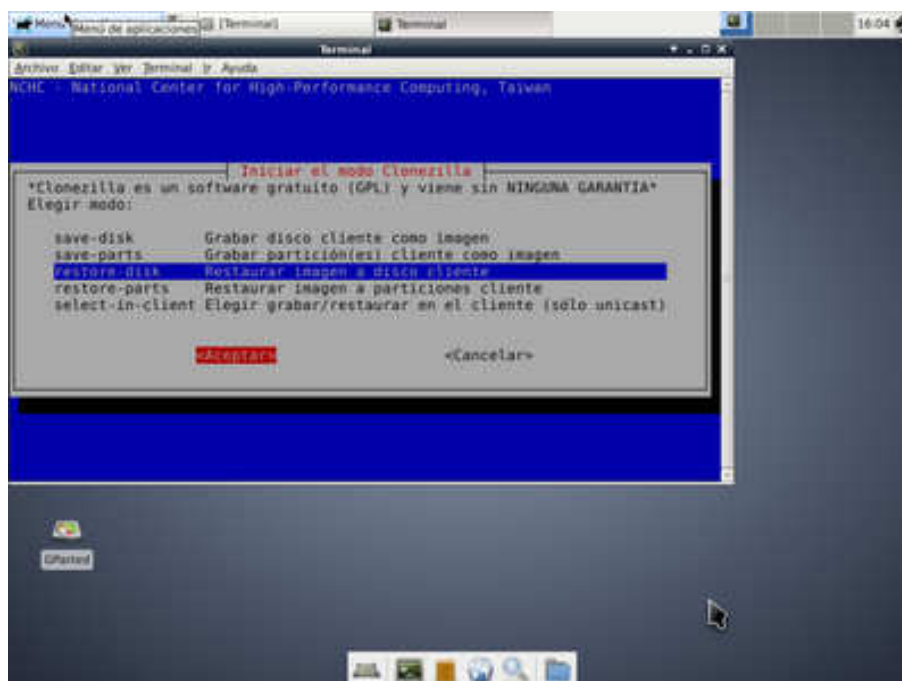 Menú
Menú de aplicaciones
[Terminal]
Terminal
16:04
Terminal
Archivo Editar Ver Terminal Ir Ayuda
NCHC - National Center for High-Performance Computing, Taiwan
Iniciar el modo Clonezilla
*Clonezilla es un software gratuito (GPL) y viene sin NINGUNA GARANTIA*
Elegir modo:
save-disk Grabar disco cliente como imagen
save-parts Grabar partición(es) cliente como imagen
restore-disk Restaurar imagen a disco cliente
restore-parts Restaurar imagen a particiones cliente
select-in-client Elegir grabar/restaurar en el cliente (sólo unicast)
<Aceptar> <Cancelar>
GParted